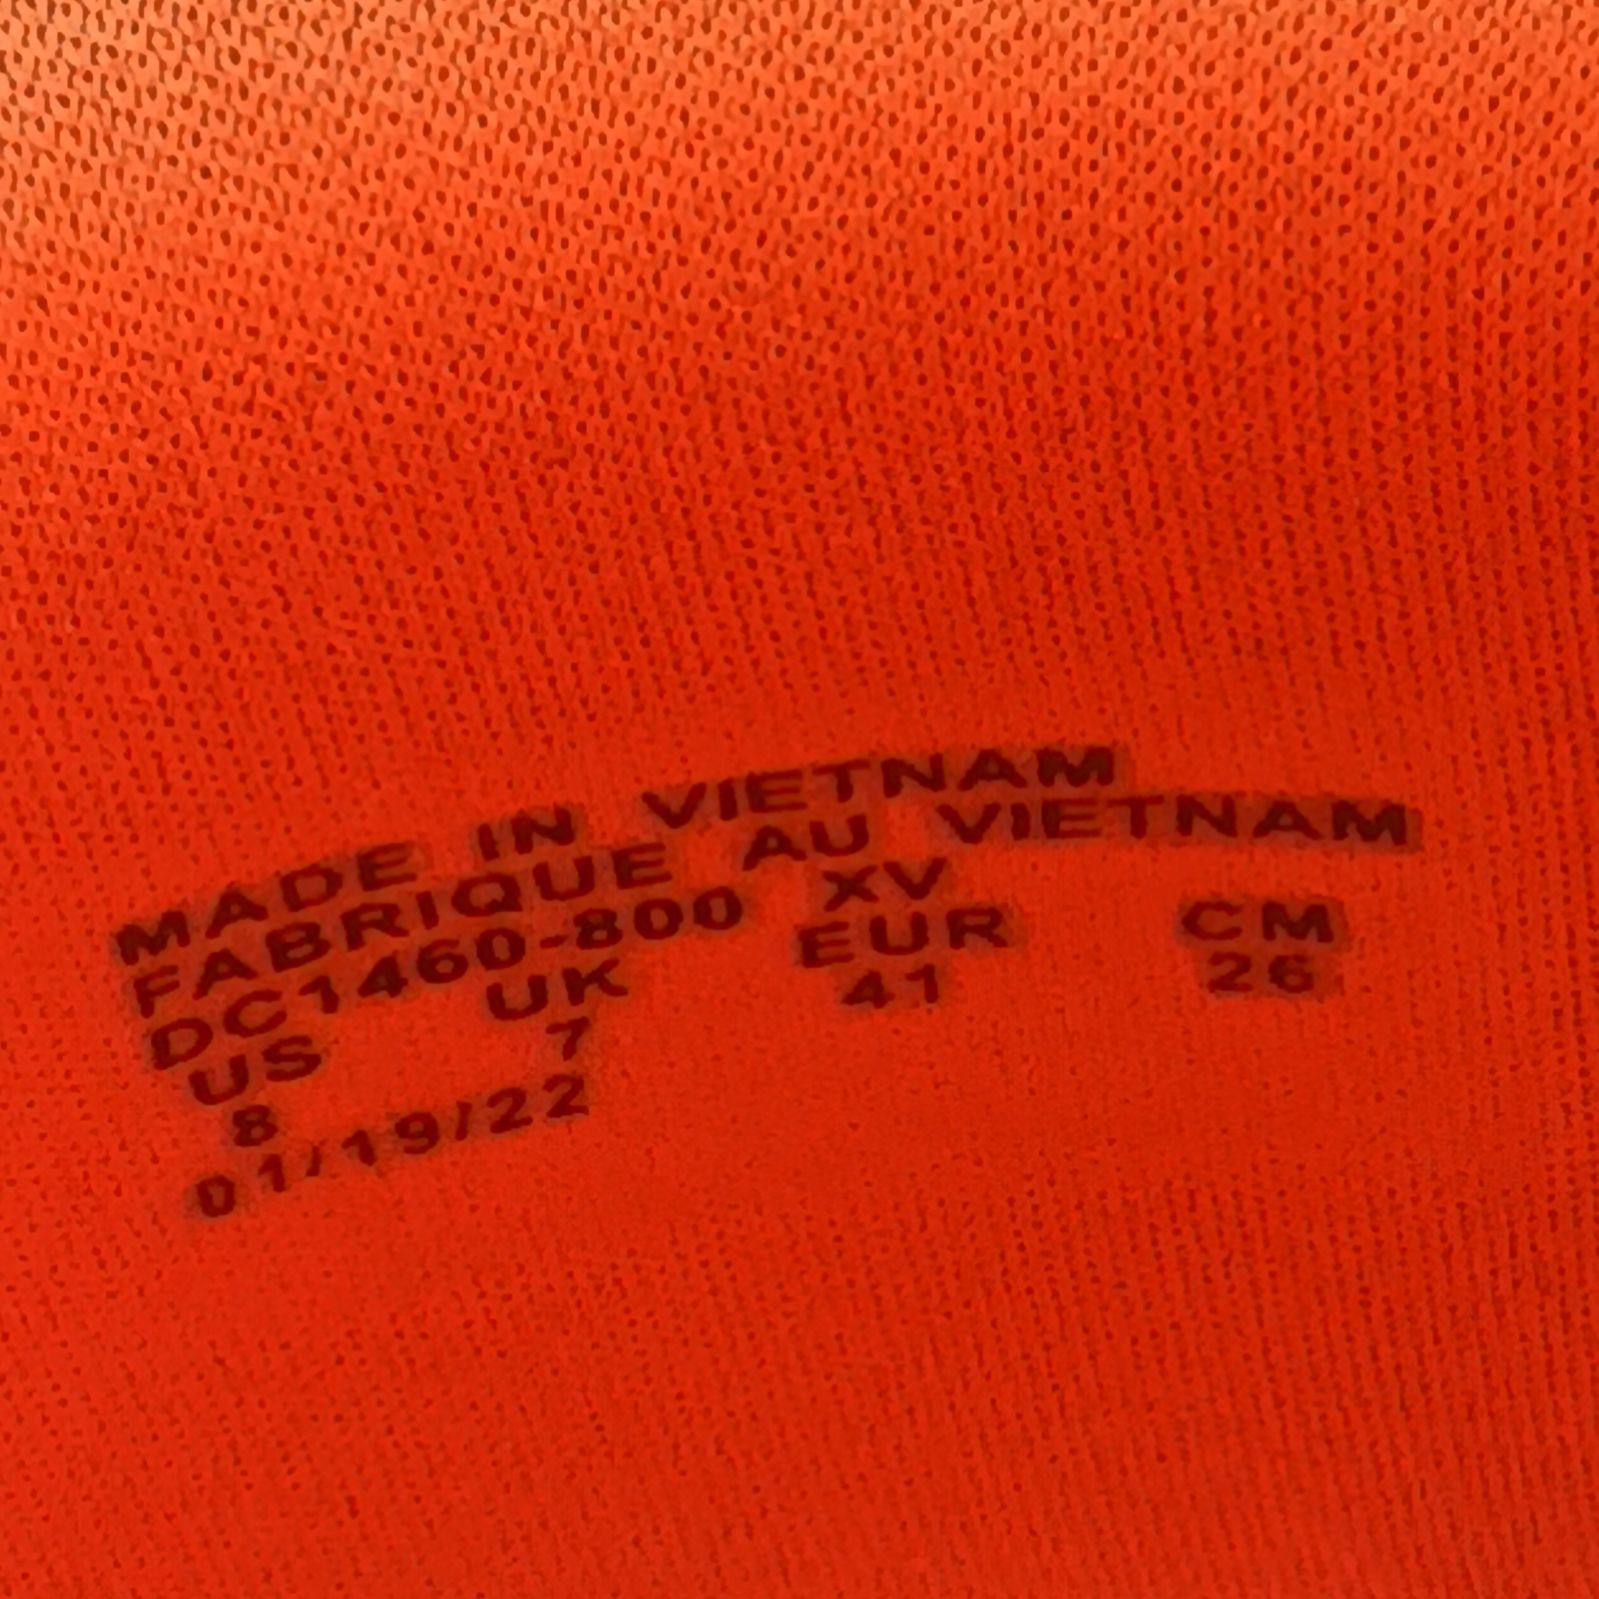 MADE IN VIETNAM
FABRIQUE AU VIETNAM
DC1460-800 XV
US UK EUR CM
8 7 41 26
01/19/22